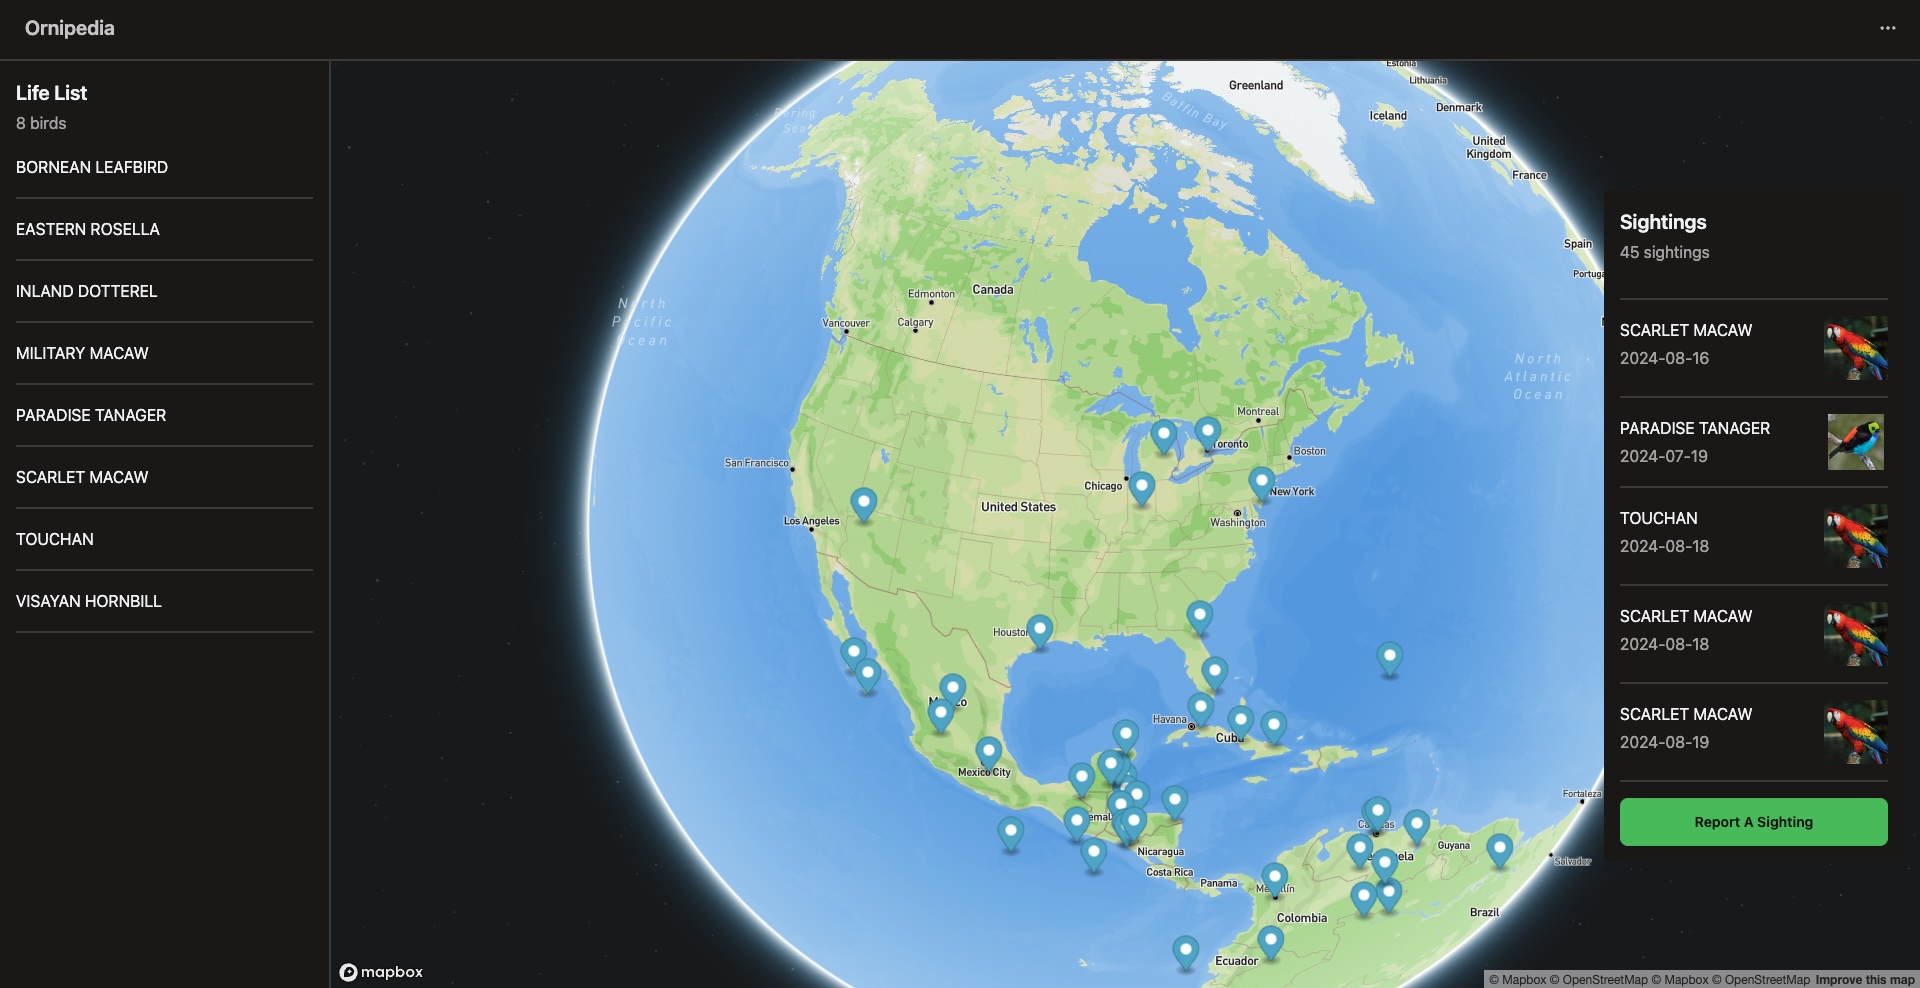 Ornipedia
Life List
8 birds
BORNEAN LEAFBIRD
EASTERN ROSELLA
INLAND DOTTEREL
MILITARY MACAW
PARADISE TANAGER
SCARLET MACAW
TOUCHAN
VISAYAN HORNBILL
Estonia
Lithuania
Greenland
Denmark
Iceland
Baffin Bay
Bering
Sea
United
Kingdom
France
Spain
Portuga
Edmonton
Canada
North
Pacific
Ocean
Vancouver
Calgary
North
Atlantic
Ocean
Montreal
Toronto
Boston
San Francisco
Chicago
New York
United States
Washington
Los Angeles
Houston
Havana
Cuba
Mexico City
Nicaragua
Costa Rica
Panama
Guyana
Colombia
Ecuador
Brazil
Fortaleza
Salvador
Sightings
45 sightings
SCARLET MACAW
2024-08-16
PARADISE TANAGER
2024-07-19
TOUCHAN
2024-08-18
SCARLET MACAW
2024-08-18
SCARLET MACAW
2024-08-19
Report A Sighting
mapbox
© Mapbox © OpenStreetMap © Mapbox © OpenStreetMap Improve this map